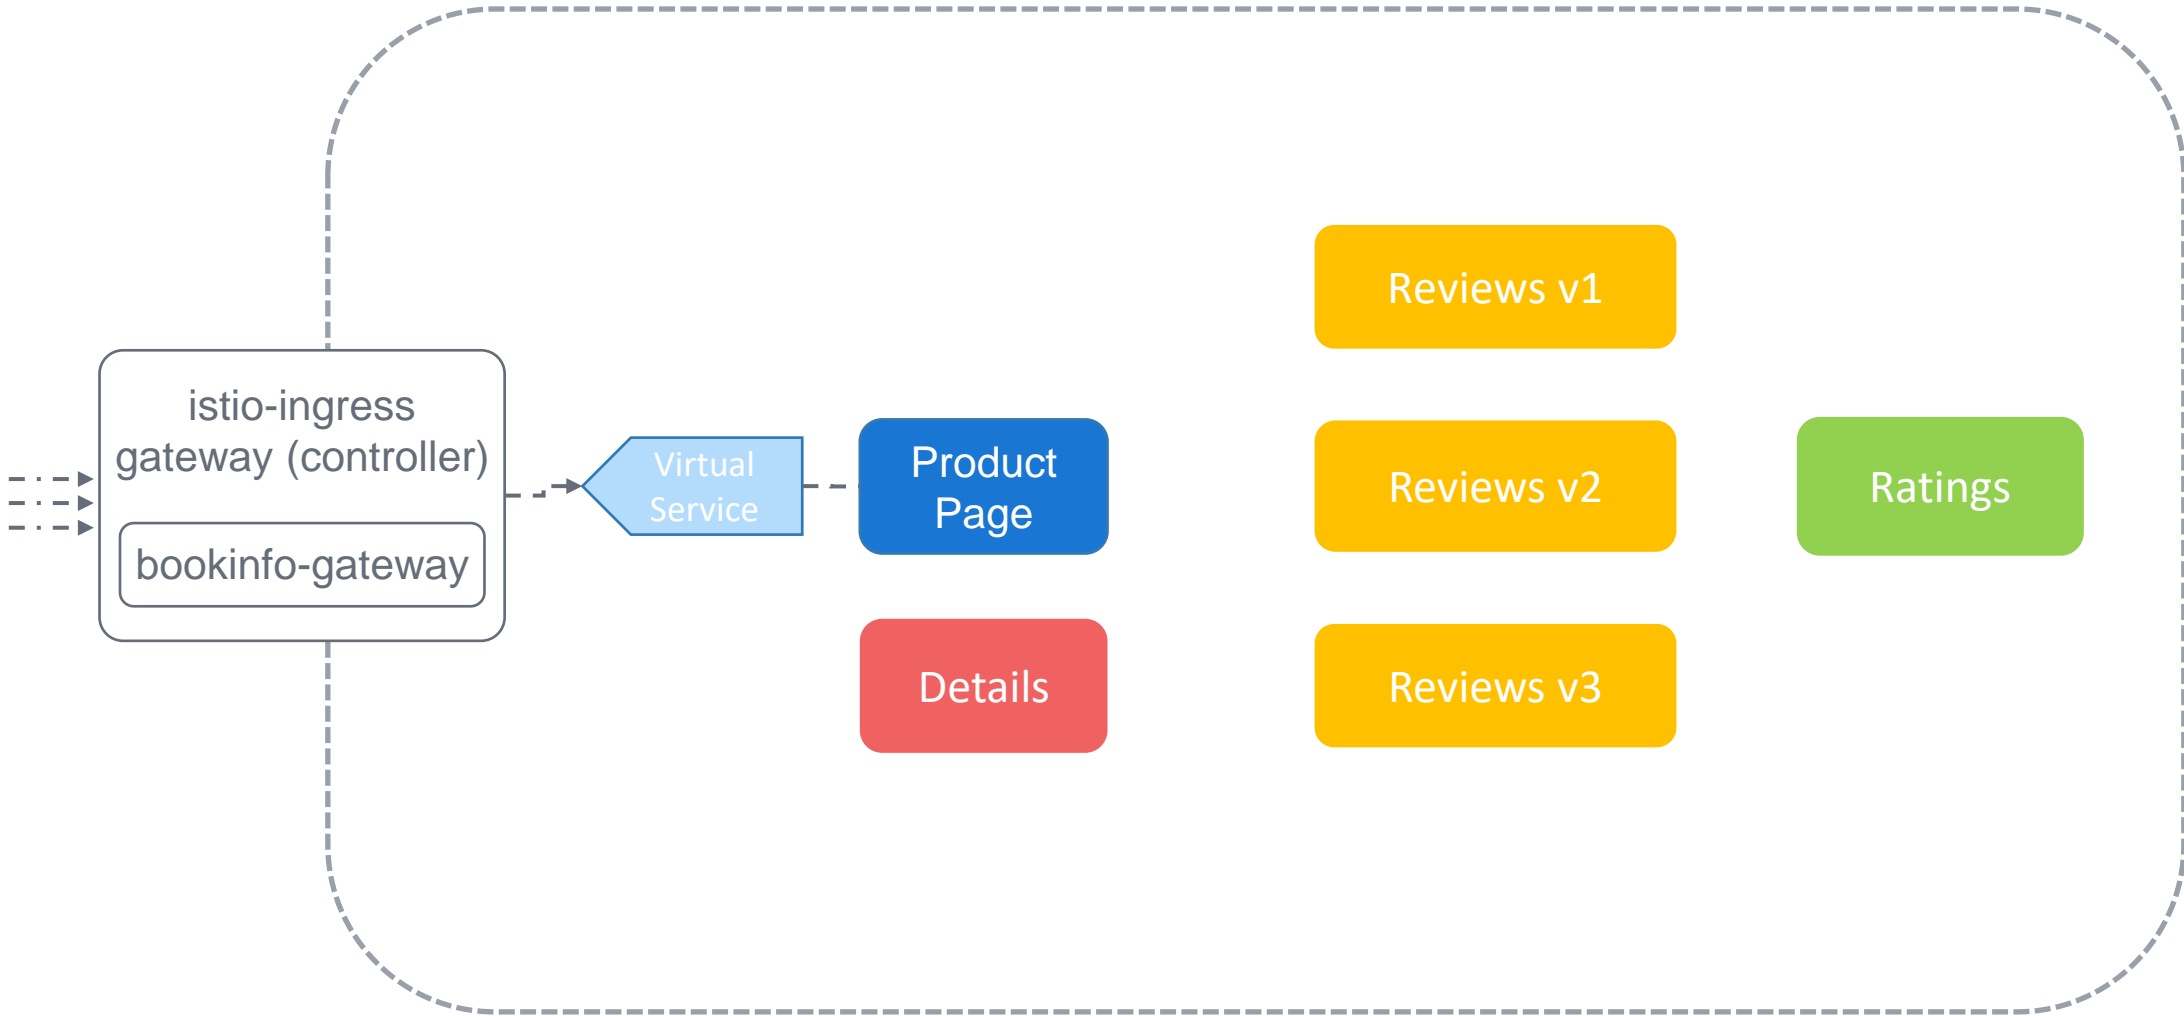 istio-ingress
gateway (controller)
bookinfo-gateway
Virtual
Service
Product
Page
Details
Reviews v1
Reviews v2
Reviews v3
Ratings